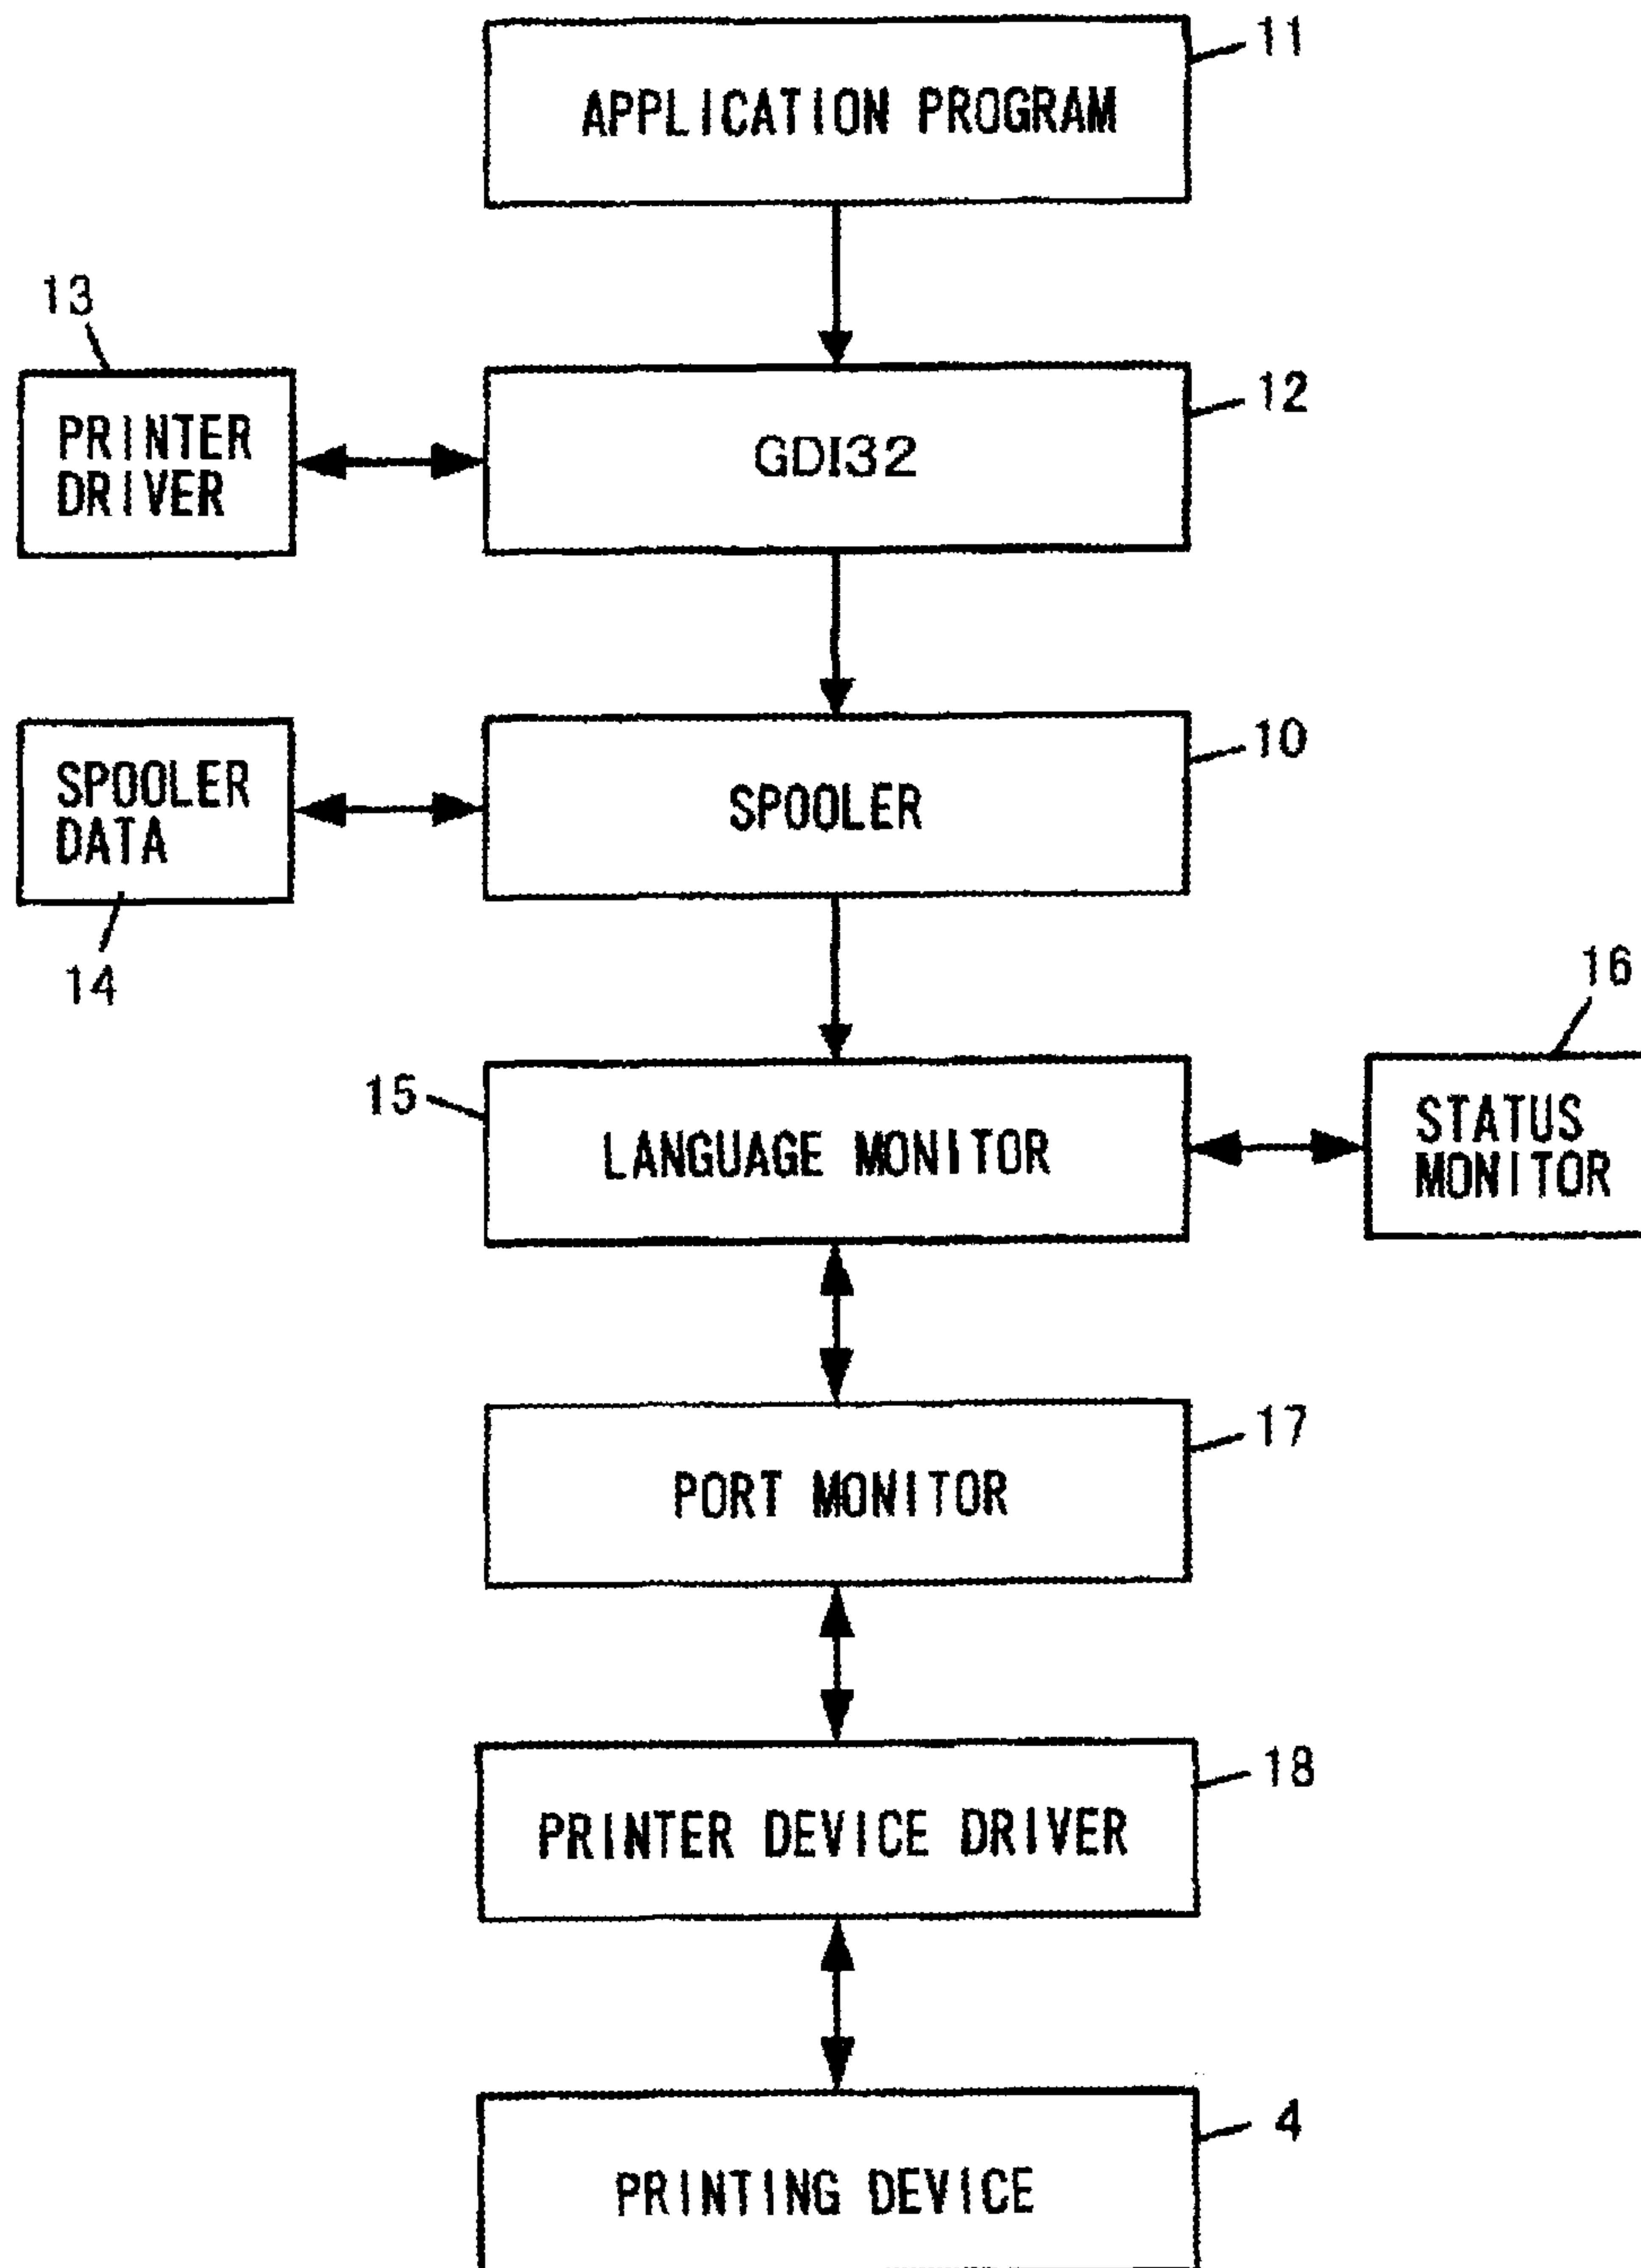 11
APPLICATION PROGRAM
13
12
PRINTER
DRIVER
GDI32
10
SPOOLER
DATA
SPOOLER
14
16
15
LANGUAGE MONITOR
STATUS
MONITOR
17
PORT MONITOR
18
PRINTER DEVICE DRIVER
4
PRINTING DEVICE